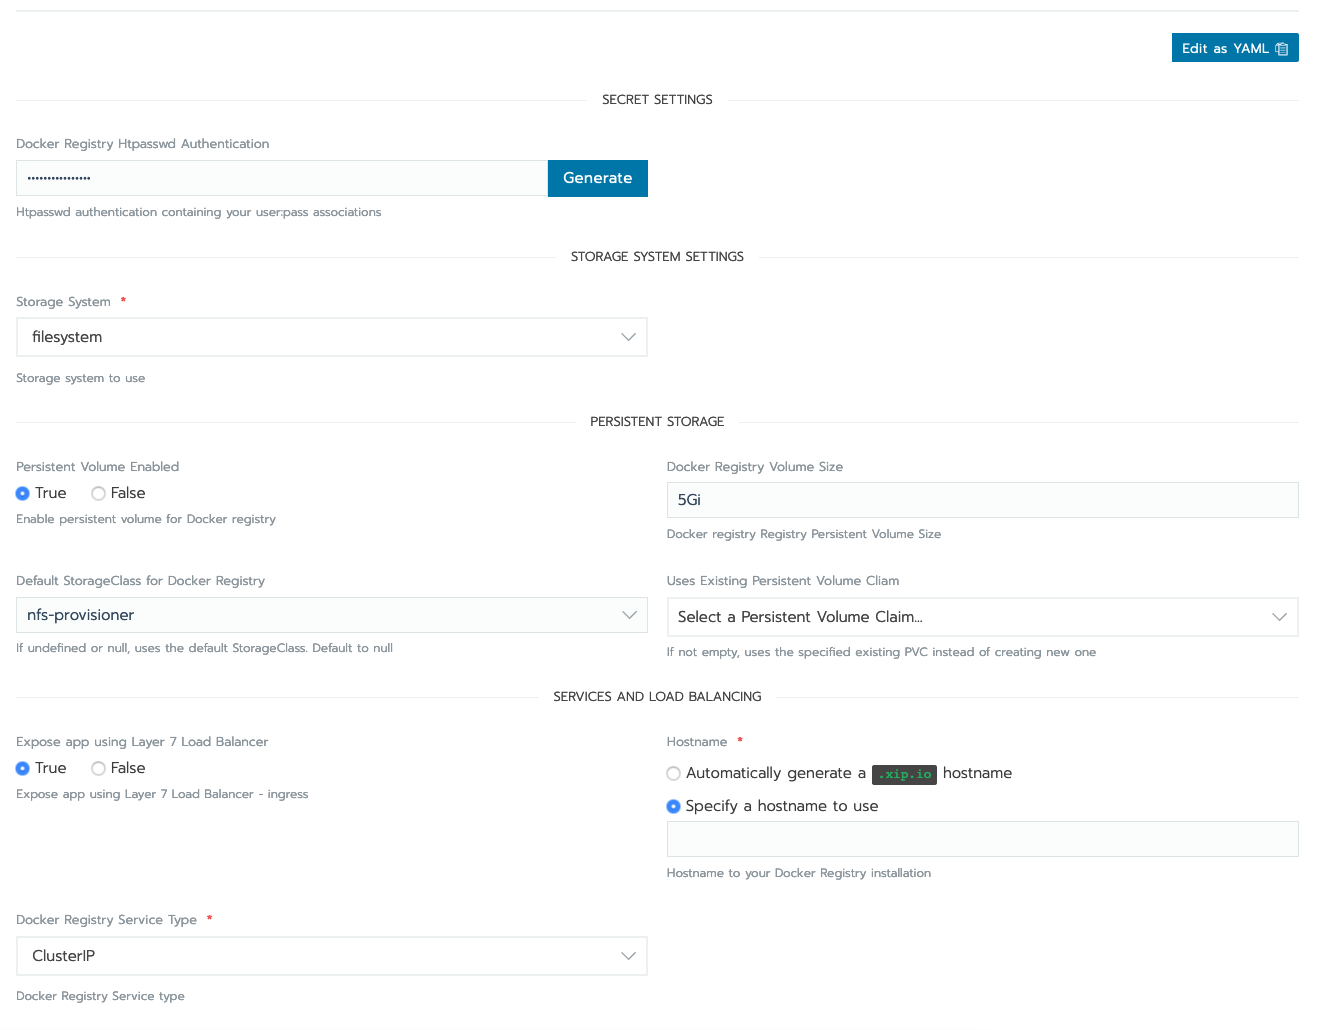 Edit as YAML
SECRET SETTINGS
Docker Registry Htpasswd Authentication
••••••••••••••••
Generate
Htpasswd authentication containing your user:pass associations
STORAGE SYSTEM SETTINGS
Storage System *
filesystem
Storage system to use
PERSISTENT STORAGE
Persistent Volume Enabled
True False
Enable persistent volume for Docker registry
Docker Registry Volume Size
5Gi
Docker registry Registry Persistent Volume Size
Default StorageClass for Docker Registry
nfs-provisioner
If undefined or null, uses the default StorageClass. Default to null
Uses Existing Persistent Volume Cliam
Select a Persistent Volume Claim...
If not empty, uses the specified existing PVC instead of creating new one
SERVICES AND LOAD BALANCING
Expose app using Layer 7 Load Balancer
True False
Expose app using Layer 7 Load Balancer - ingress
Hostname *
Automatically generate a .xip.io hostname
Specify a hostname to use
Hostname to your Docker Registry installation
Docker Registry Service Type *
ClusterIP
Docker Registry Service type